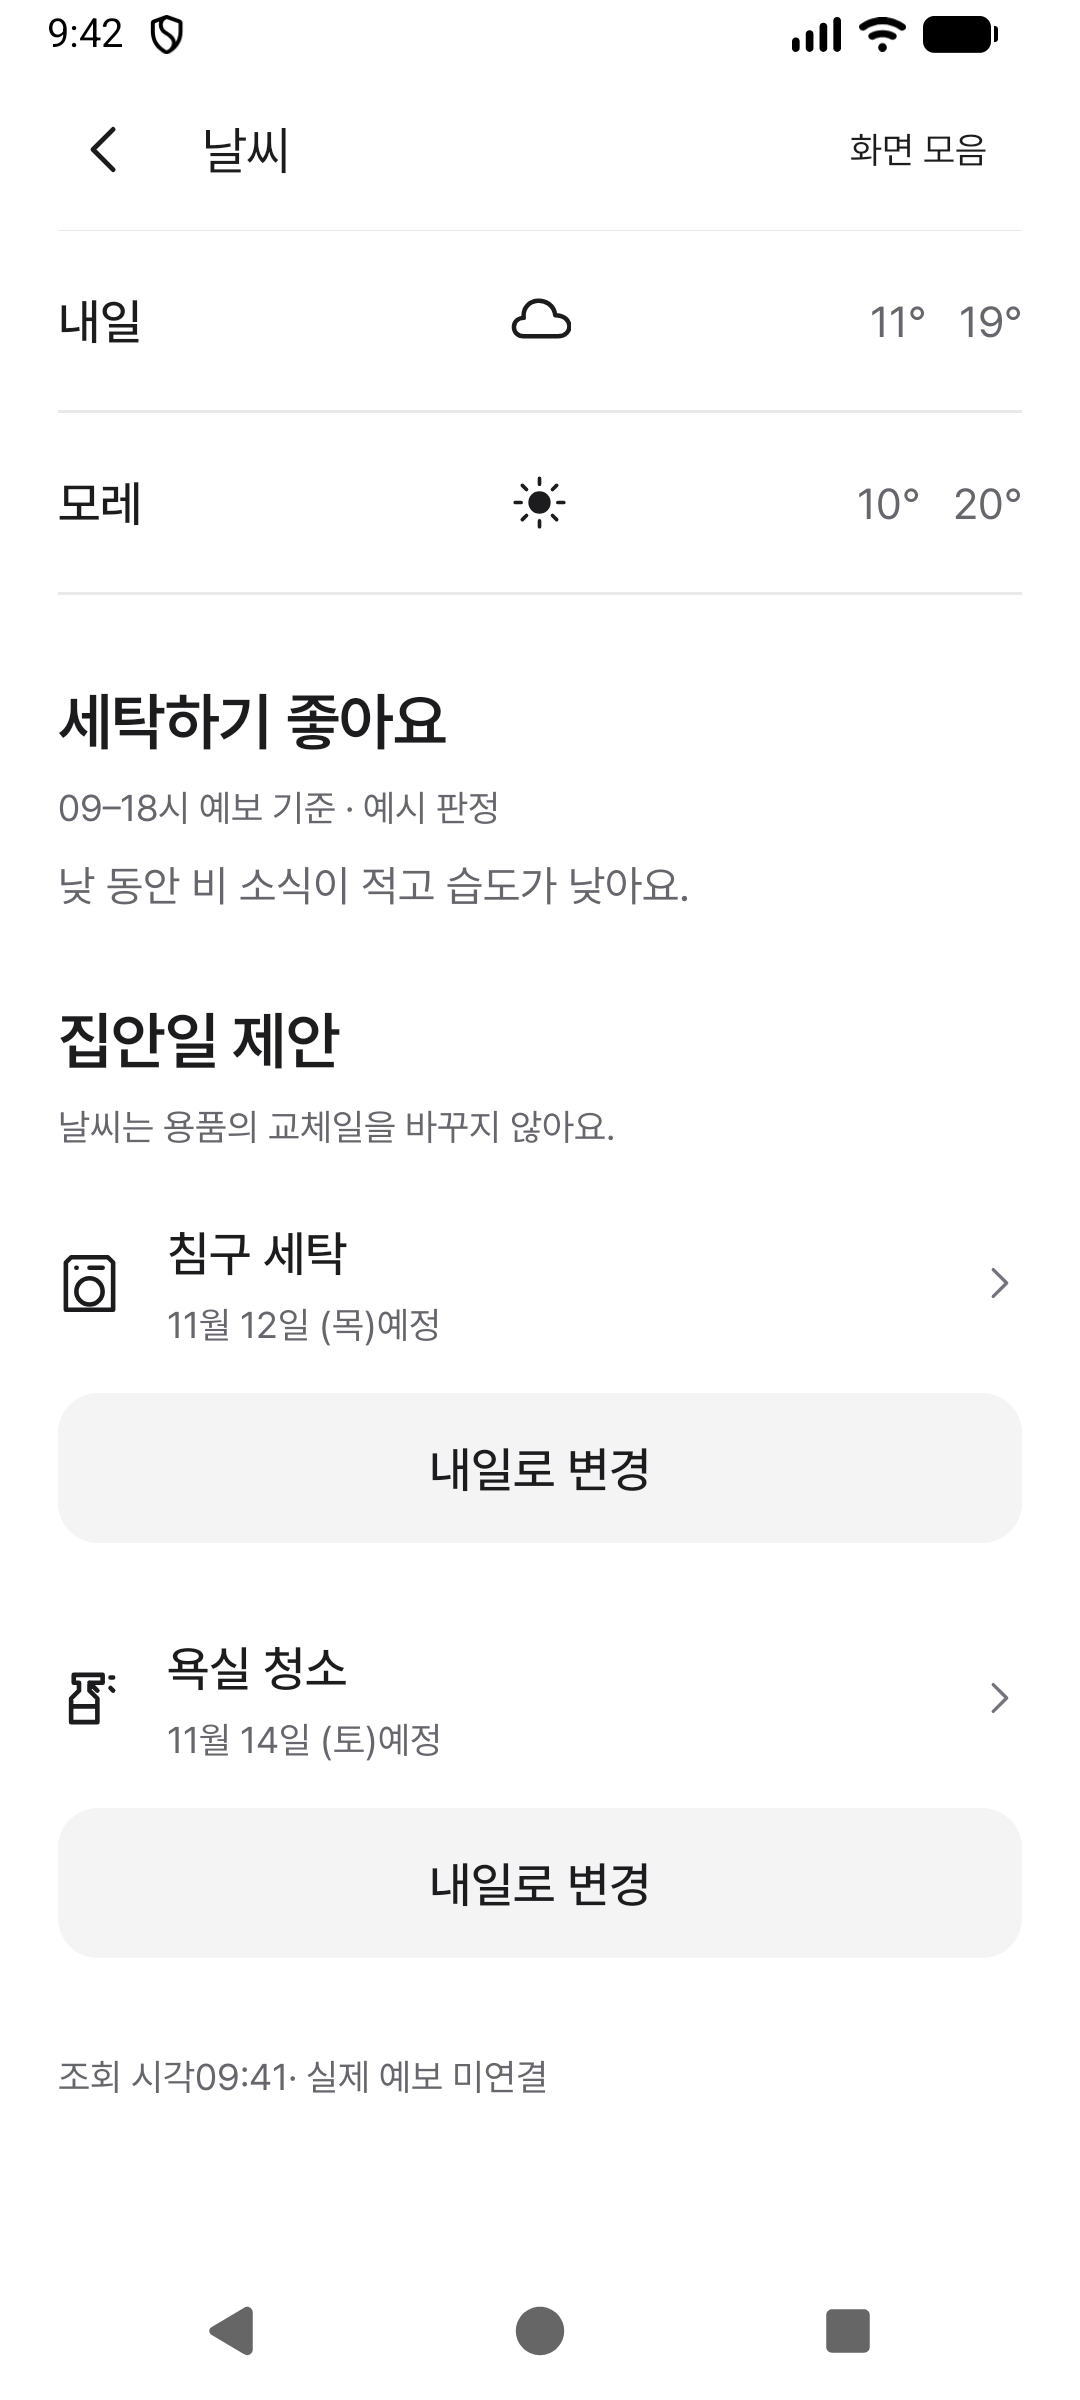 9:42
날씨
화면 모음
내일 11° 19°
모레 10° 20°
세탁하기 좋아요
09–18시 예보 기준 · 예시 판정
낮 동안 비 소식이 적고 습도가 낮아요.
집안일 제안
날씨는 용품의 교체일을 바꾸지 않아요.
침구 세탁
11월 12일 (목)예정
내일로 변경
욕실 청소
11월 14일 (토)예정
내일로 변경
조회 시각09:41· 실제 예보 미연결